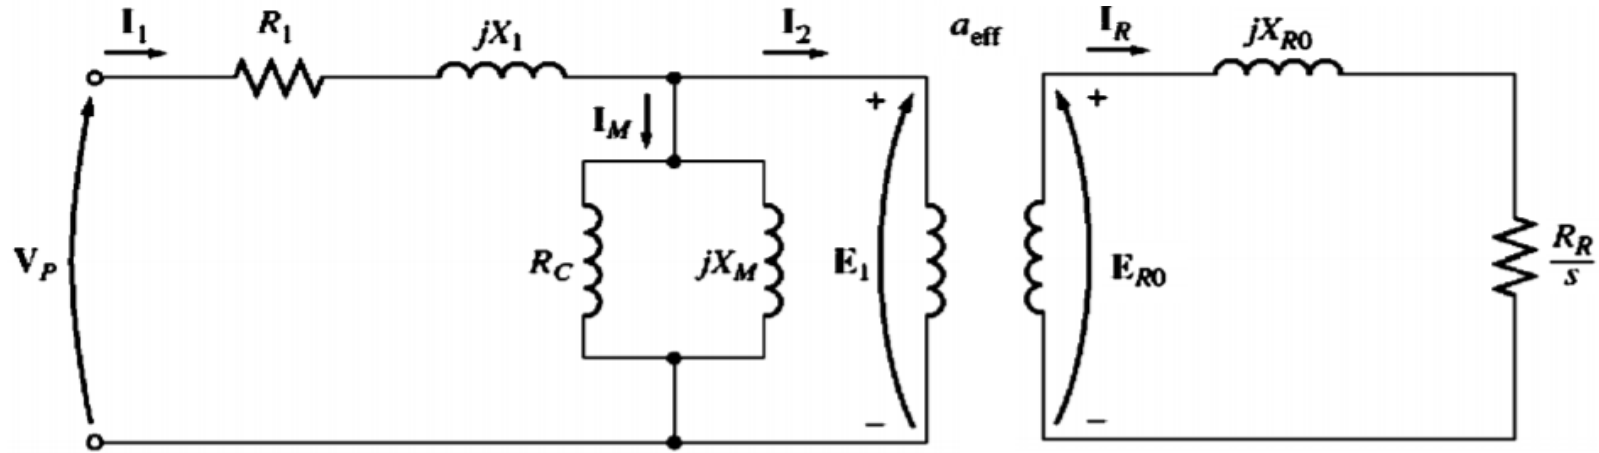 I1 R1 jX1 I2 aeff IR jXR0
IM
+ +
VP RC jXM E1 ER0 RR/s
− −